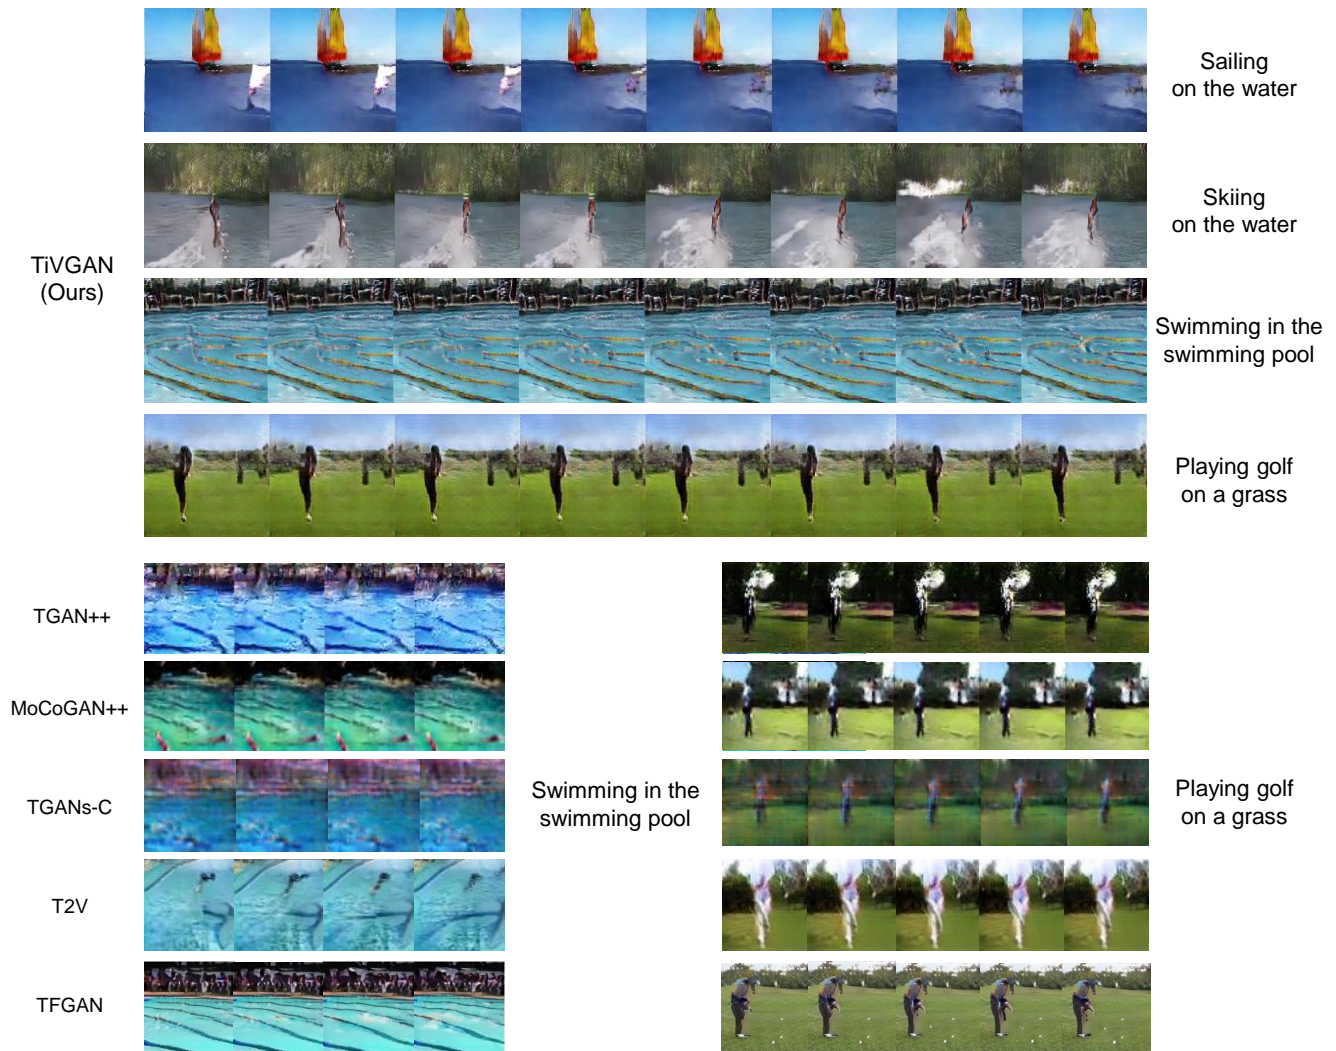 Sailing
on the water
Skiing
on the water
TiVGAN
(Ours)
Swimming in the
swimming pool
Playing golf
on a grass
TGAN++
MoCoGAN++
TGANs-C
Swimming in the
swimming pool
Playing golf
on a grass
T2V
TFGAN